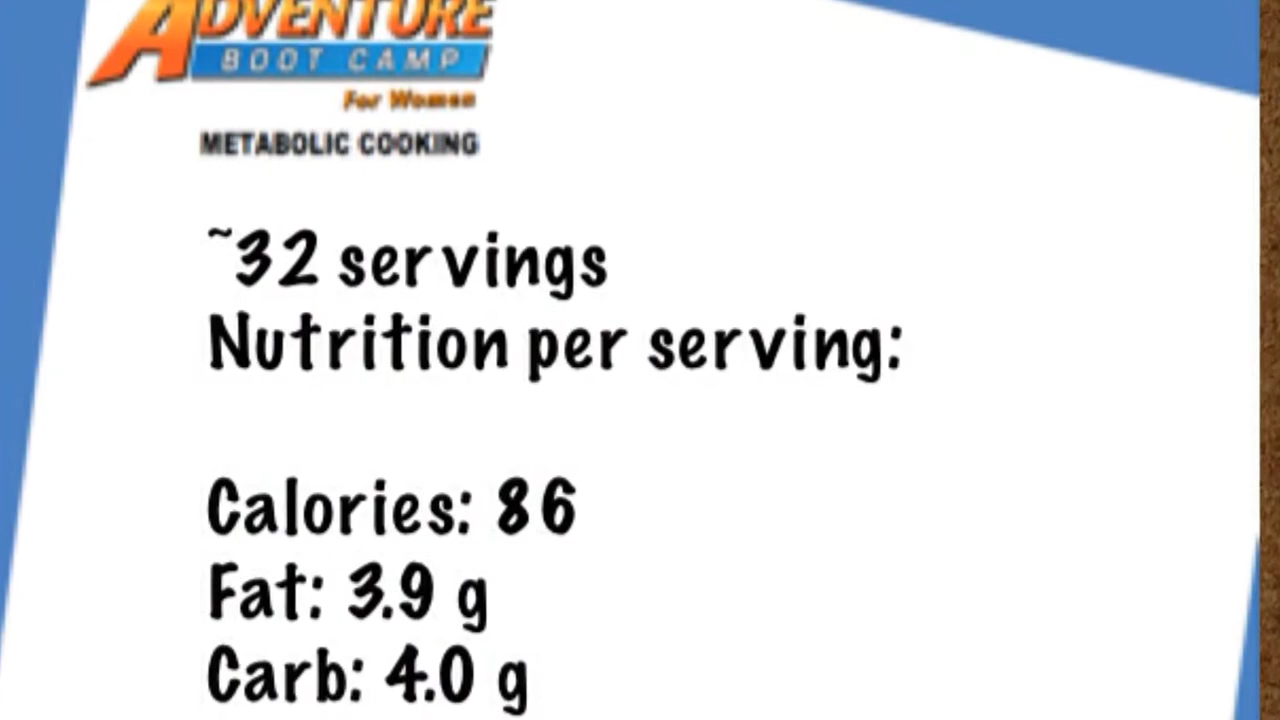 ADVENTURE
BOOT CAMP
For Women
METABOLIC COOKING
~32 servings
Nutrition per serving:
Calories: 86
Fat: 3.9 g
Carb: 4.0 g